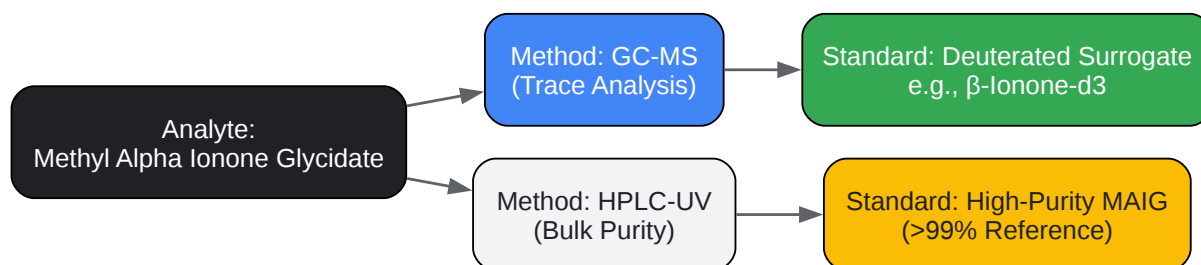 Analyte:
Methyl Alpha Ionone Glycidate
Method: GC-MS
(Trace Analysis)
Standard: Deuterated Surrogate
e.g., β-Ionone-d3
Method: HPLC-UV
(Bulk Purity)
Standard: High-Purity MAIG
(>99% Reference)